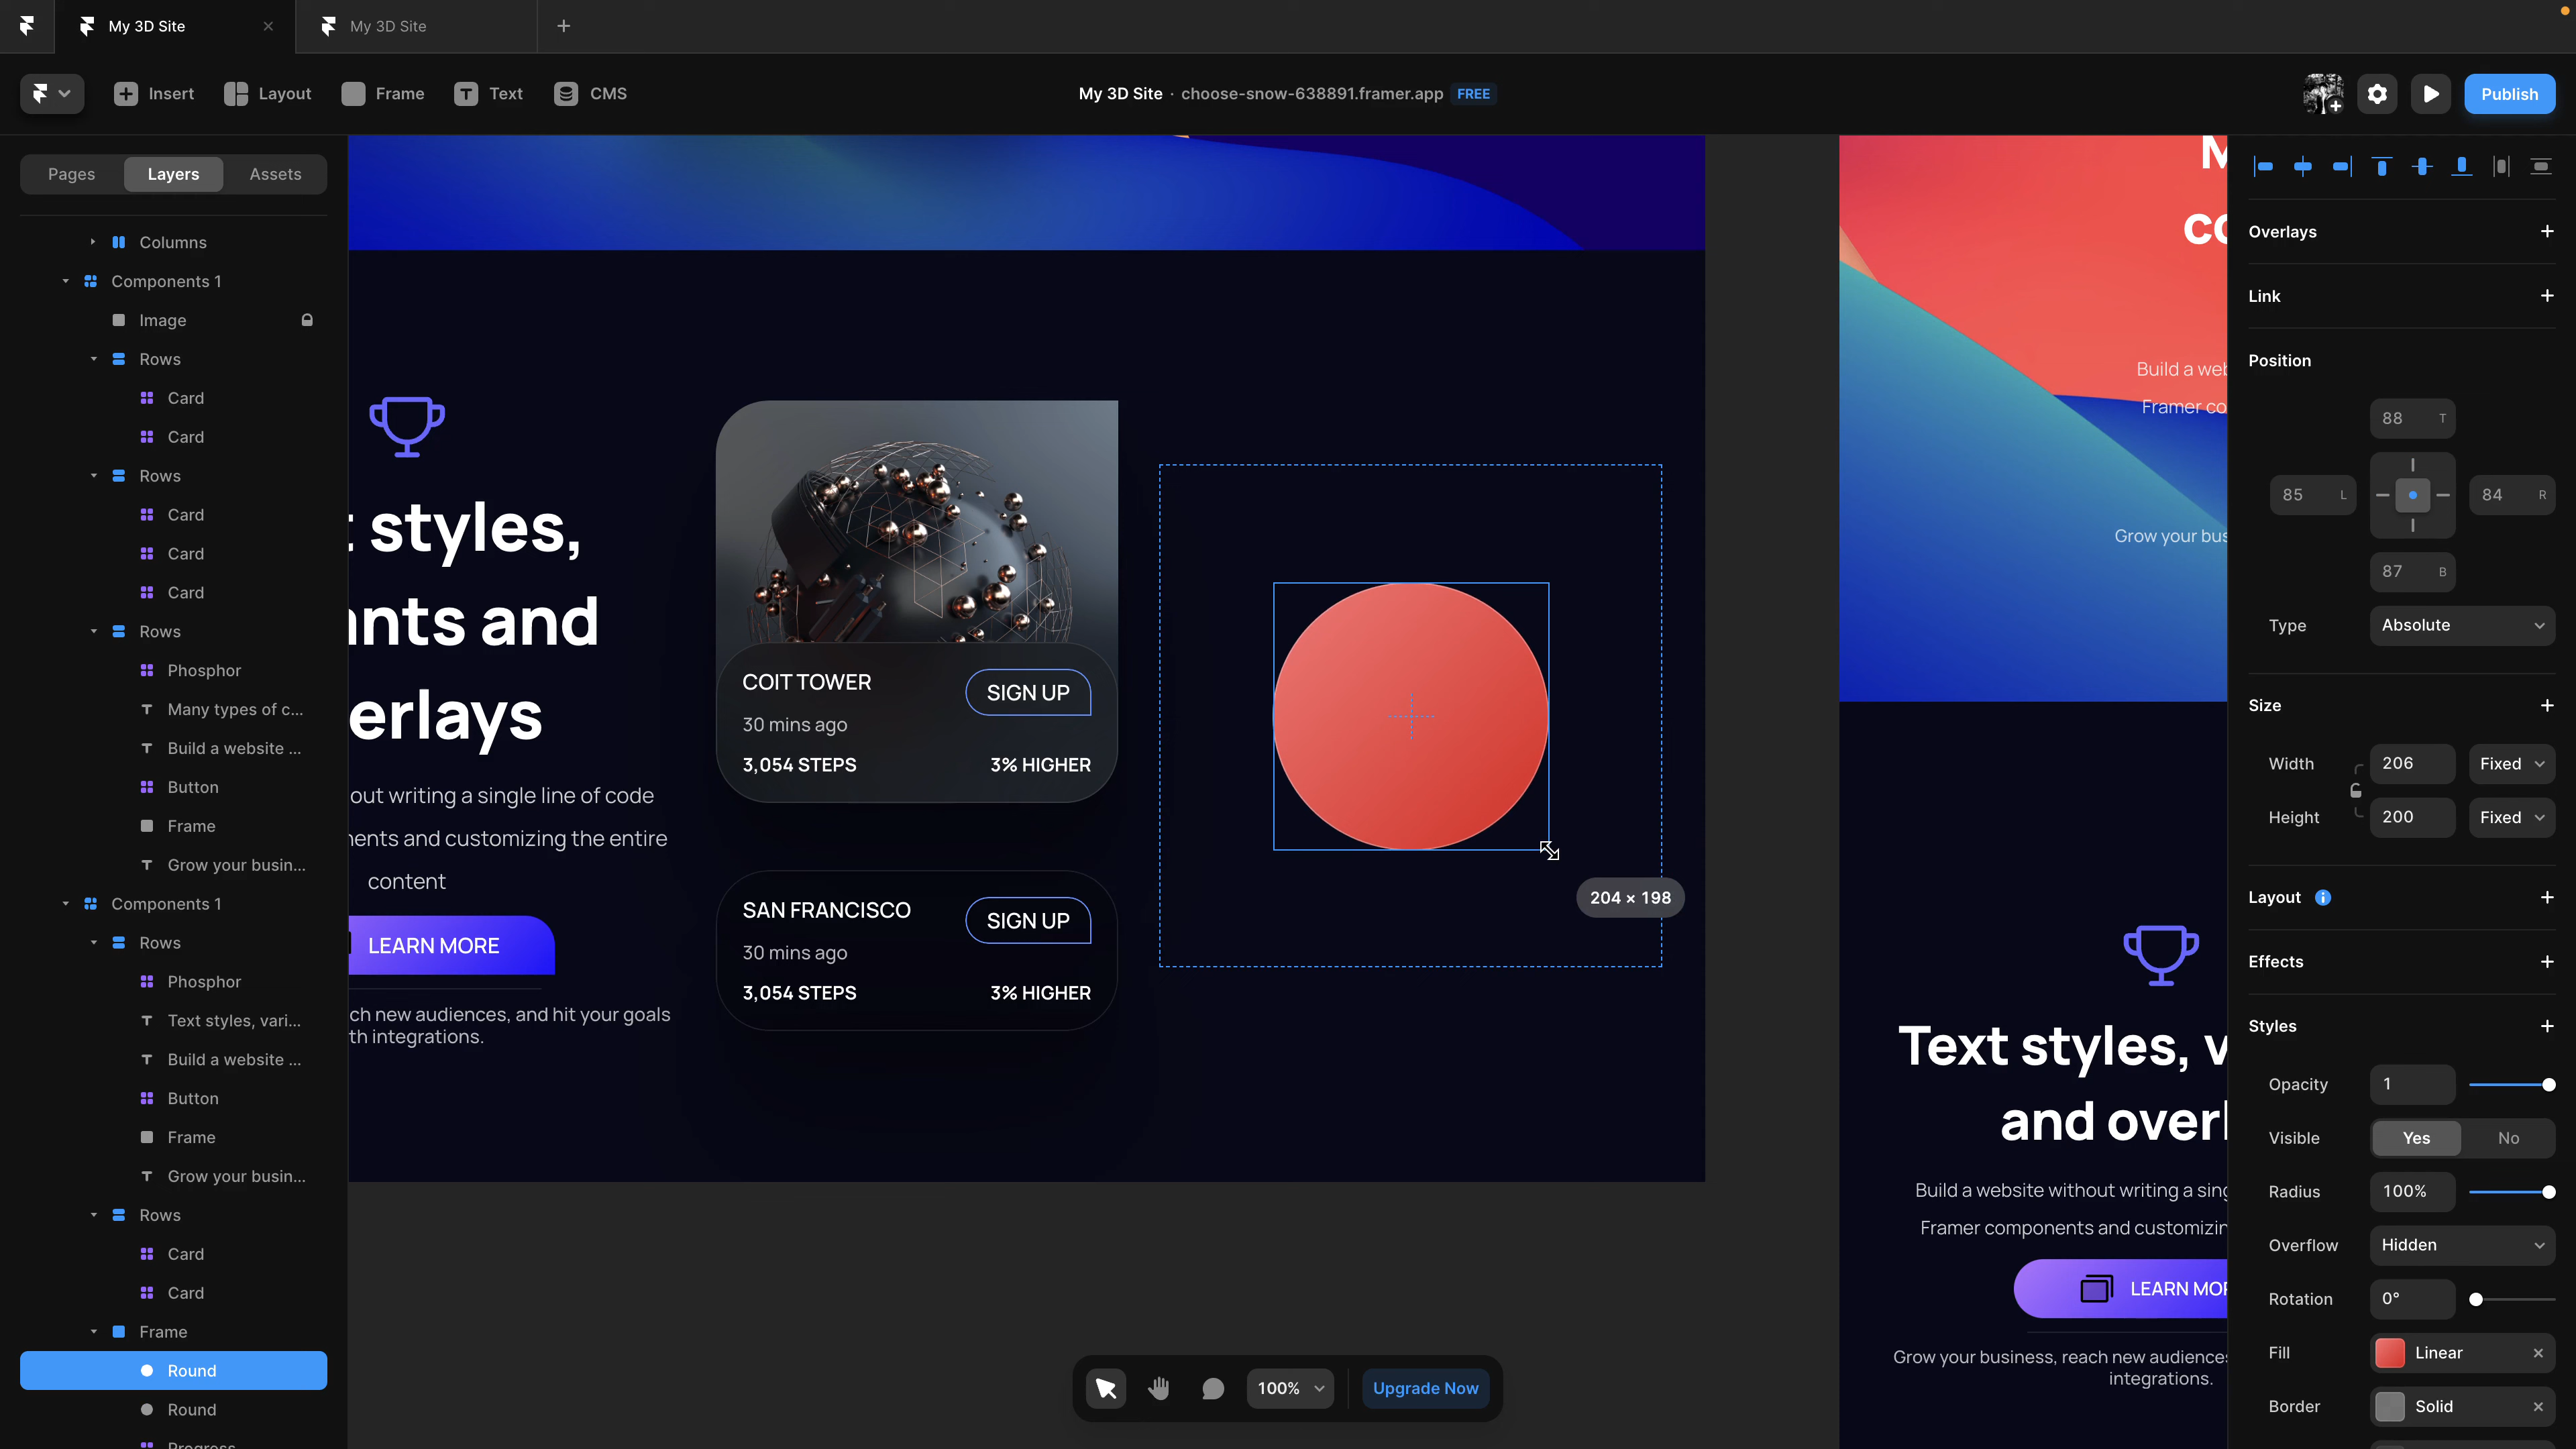 My 3D Site
My 3D Site
Insert
Layout
Frame
Text
CMS
My 3D Site · choose-snow-638891.framer.app FREE
Publish
Pages
Layers
Assets
Columns
Components 1
Image
Rows
Card
Card
Rows
Card
Card
Card
Rows
Phosphor
Many types of c...
Build a website ...
Button
Frame
Grow your busin...
Components 1
Rows
Phosphor
Text styles, vari...
Build a website ...
Button
Frame
Grow your busin...
Rows
Card
Card
Frame
Round
Round
Progress
t styles,
ants and
erlays
out writing a single line of code
nents and customizing the entire
content
LEARN MORE
ch new audiences, and hit your goals
th integrations.
COIT TOWER
SIGN UP
30 mins ago
3,054 STEPS
3% HIGHER
SAN FRANCISCO
SIGN UP
30 mins ago
3,054 STEPS
3% HIGHER
204 × 198
100%
Upgrade Now
M
co
Build a web
Framer co
Grow your bus
Text styles, v
and overl
Build a website without writing a sing
Framer components and customizin
LEARN MOR
Grow your business, reach new audiences
integrations.
Overlays
Link
Position
88 T
85 L
84 R
87 B
Type Absolute
Size
Width 206 Fixed
Height 200 Fixed
Layout
Effects
Styles
Opacity 1
Visible Yes No
Radius 100%
Overflow Hidden
Rotation 0°
Fill Linear
Border Solid